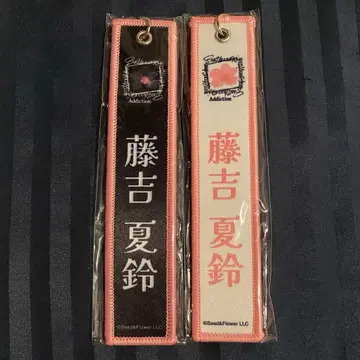 Addiction
藤吉 夏鈴
©Seed&Flower LLC
Addiction
藤吉 夏鈴
©Seed&Flower LLC